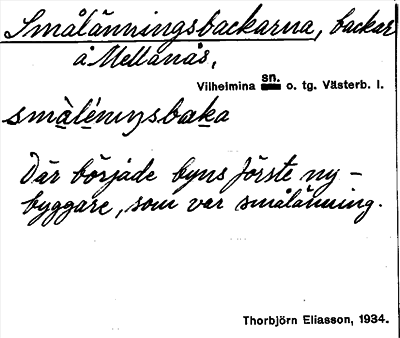 Smålänningsbackarna, backar
å Mellanås,
Vilhelmina sn. o. tg. Västerb. l.
smàlénıŋsbaka
Där började byns förste ny-
byggare, som var smålänning.
Thorbjörn Eliasson, 1934.